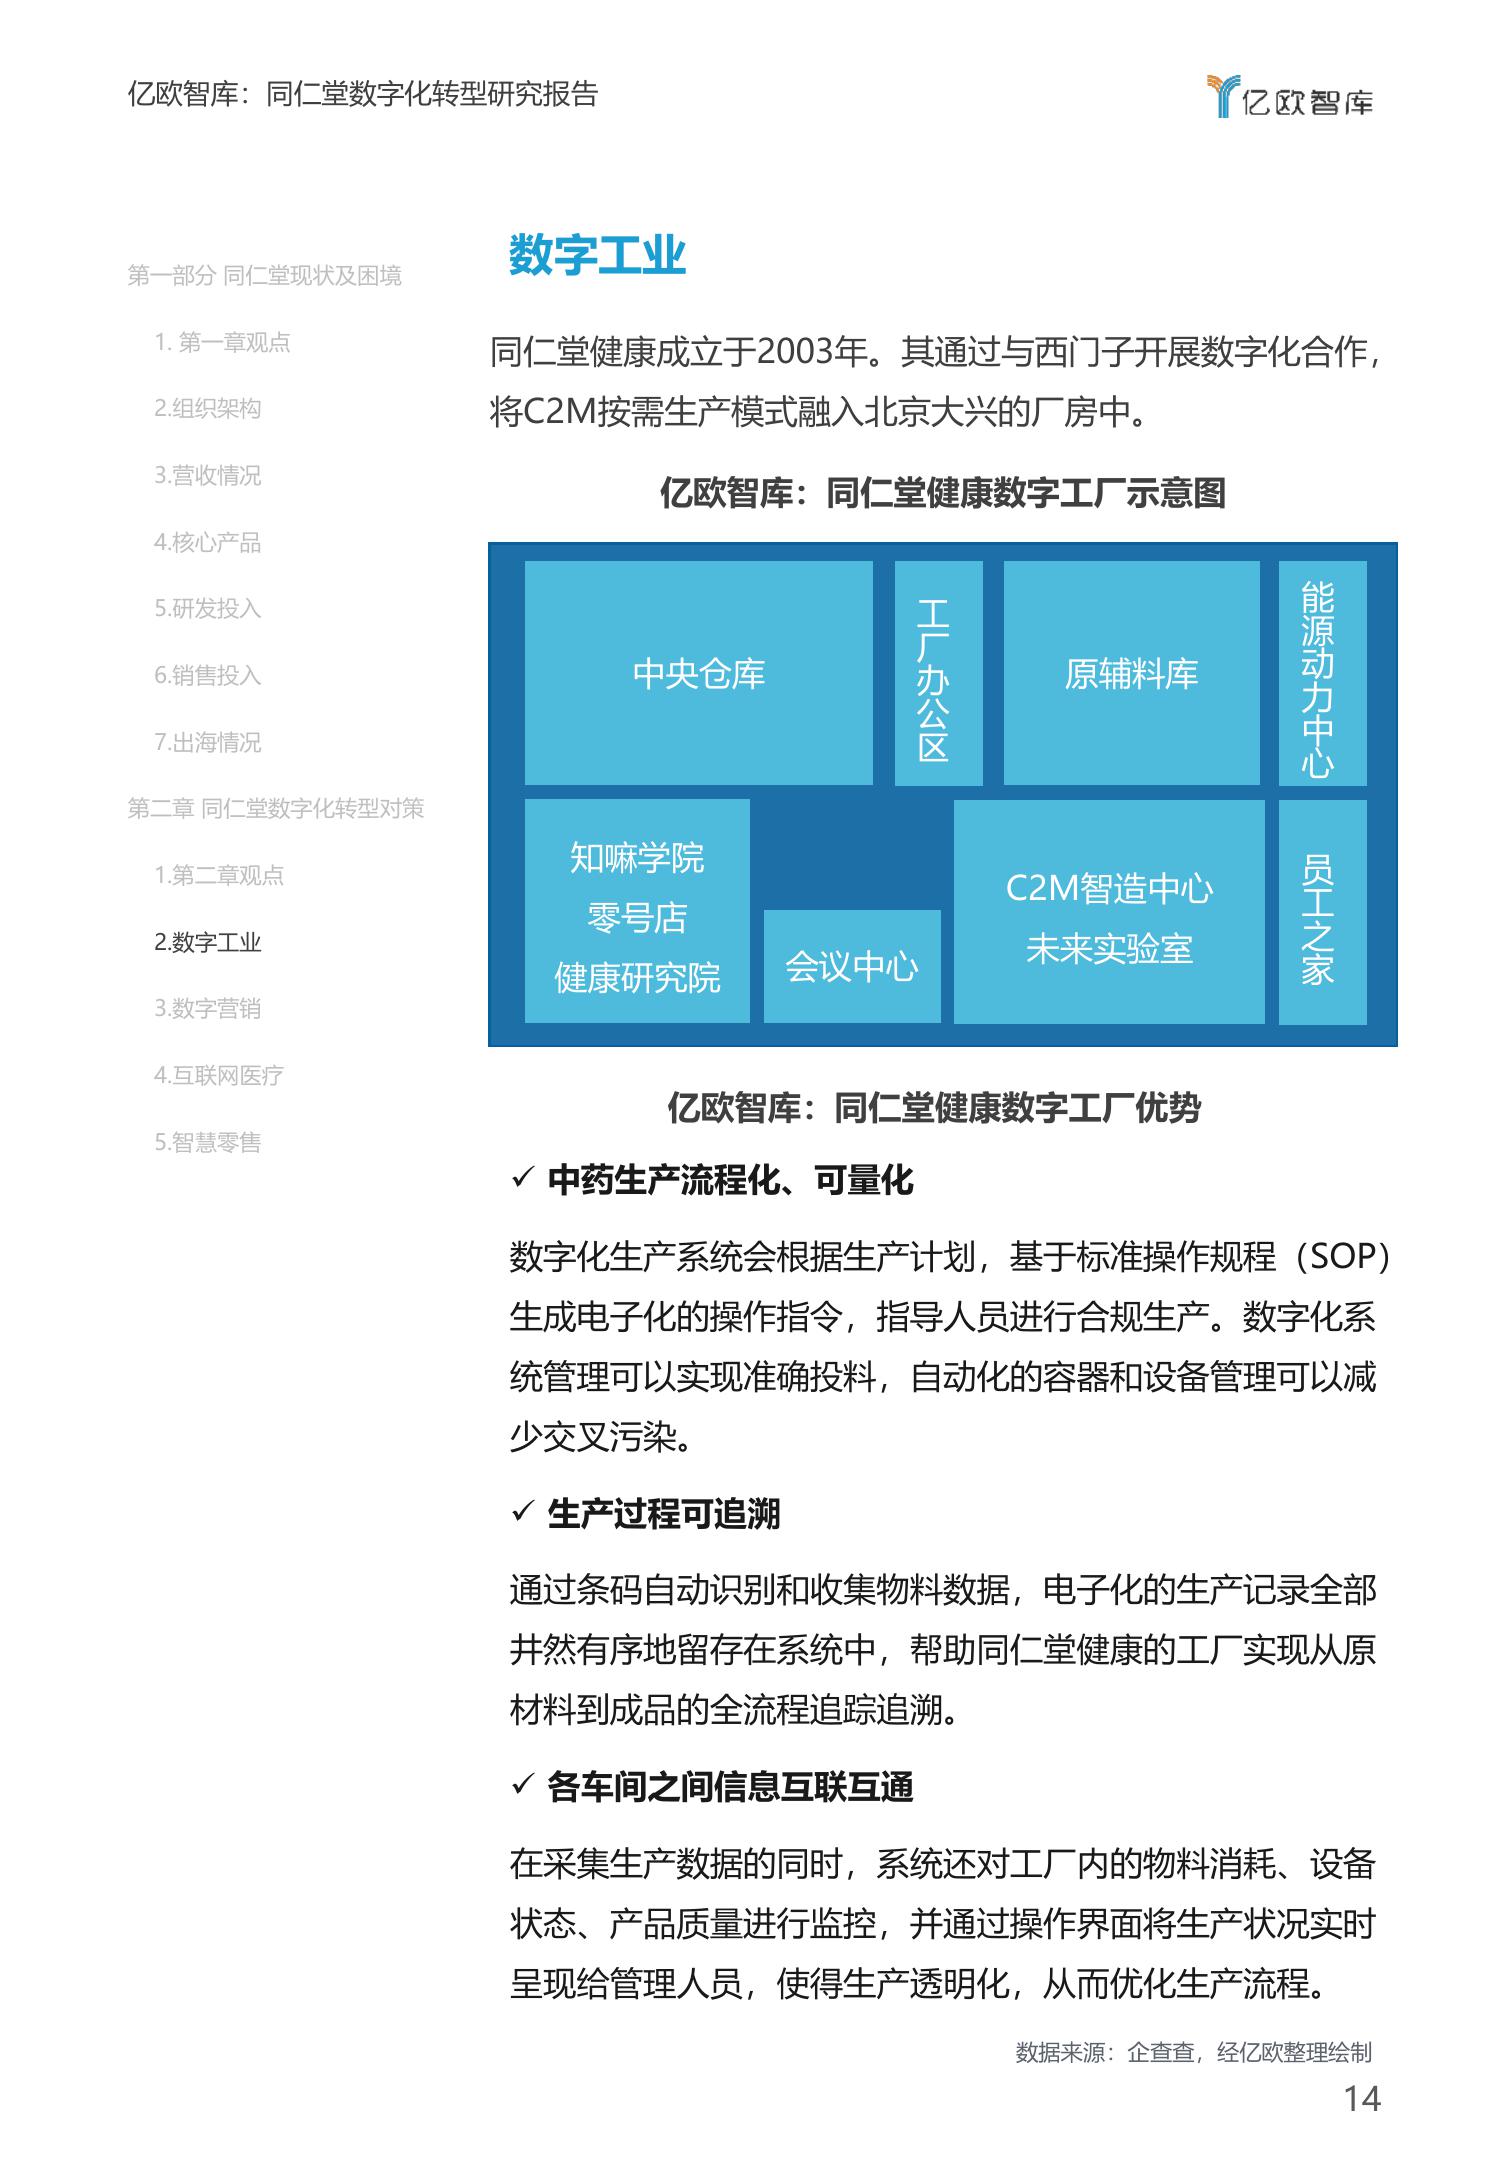 亿欧智库：同仁堂数字化转型研究报告
亿欧智库
第一部分 同仁堂现状及困境
1. 第一章观点
2.组织架构
3.营收情况
4.核心产品
5.研发投入
6.销售投入
7.出海情况
第二章 同仁堂数字化转型对策
1.第二章观点
2.数字工业
3.数字营销
4.互联网医疗
5.智慧零售
数字工业
同仁堂健康成立于2003年。其通过与西门子开展数字化合作，
将C2M按需生产模式融入北京大兴的厂房中。
亿欧智库：同仁堂健康数字工厂示意图
中央仓库
工厂办公区
原辅料库
能源动力中心
知嘛学院
零号店
健康研究院
会议中心
C2M智造中心
未来实验室
员工之家
亿欧智库：同仁堂健康数字工厂优势
✓ 中药生产流程化、可量化
数字化生产系统会根据生产计划，基于标准操作规程（SOP）
生成电子化的操作指令，指导人员进行合规生产。数字化系
统管理可以实现准确投料，自动化的容器和设备管理可以减
少交叉污染。
✓ 生产过程可追溯
通过条码自动识别和收集物料数据，电子化的生产记录全部
井然有序地留存在系统中，帮助同仁堂健康的工厂实现从原
材料到成品的全流程追踪追溯。
✓ 各车间之间信息互联互通
在采集生产数据的同时，系统还对工厂内的物料消耗、设备
状态、产品质量进行监控，并通过操作界面将生产状况实时
呈现给管理人员，使得生产透明化，从而优化生产流程。
数据来源：企查查，经亿欧整理绘制
14